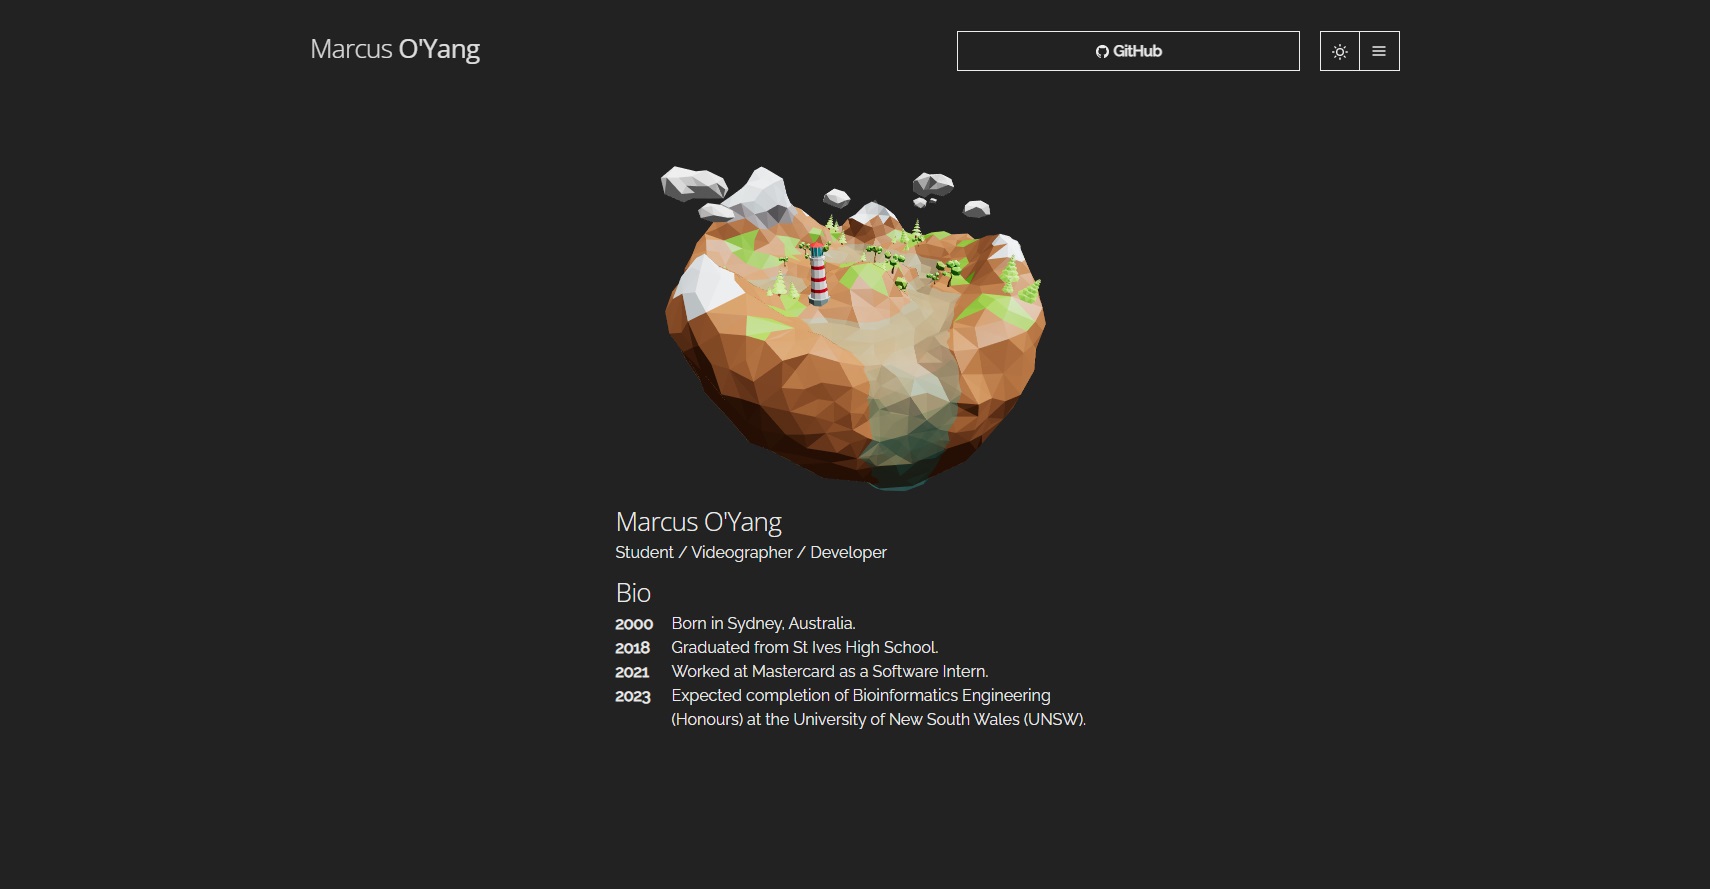 Marcus O'Yang
GitHub
Marcus O'Yang
Student / Videographer / Developer
Bio
2000 Born in Sydney, Australia.
2018 Graduated from St Ives High School.
2021 Worked at Mastercard as a Software Intern.
2023 Expected completion of Bioinformatics Engineering
(Honours) at the University of New South Wales (UNSW).